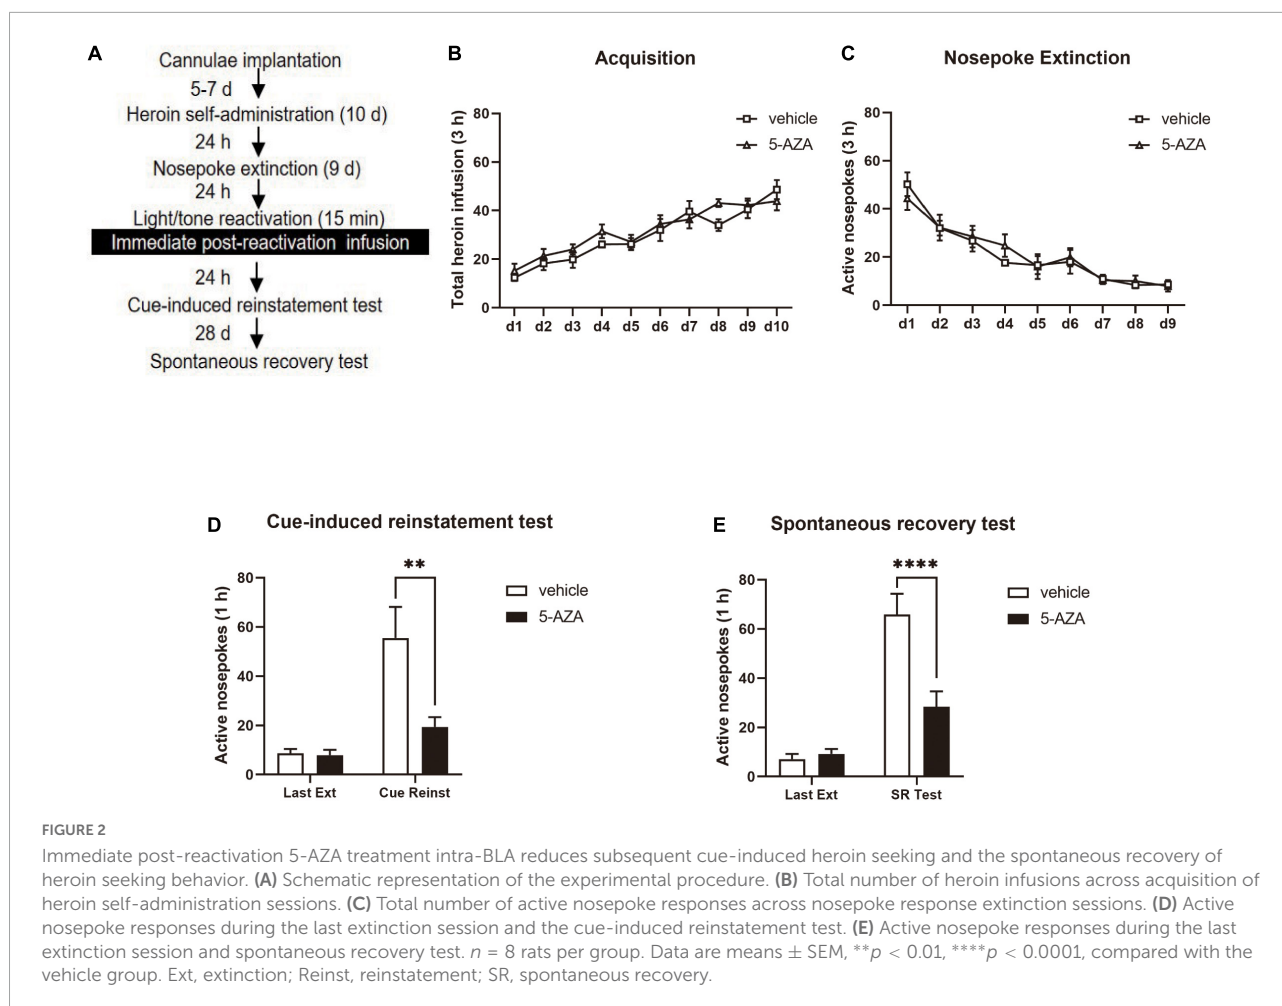 A
Cannulae implantation
5-7 d
Heroin self-administration (10 d)
24 h
Nosepoke extinction (9 d)
24 h
Light/tone reactivation (15 min)
Immediate post-reactivation infusion
24 h
Cue-induced reinstatement test
28 d
Spontaneous recovery test
B
Acquisition
Total heroin infusion (3 h)
80
60
40
20
0
d1 d2 d3 d4 d5 d6 d7 d8 d9 d10
vehicle
5-AZA
C
Nosepoke Extinction
Active nosepokes (3 h)
80
60
40
20
0
d1 d2 d3 d4 d5 d6 d7 d8 d9
vehicle
5-AZA
D
Cue-induced reinstatement test
Active nosepokes (1 h)
80
60
40
20
0
**
Last Ext Cue Reinst
vehicle
5-AZA
E
Spontaneous recovery test
Active nosepokes (1 h)
80
60
40
20
0
****
Last Ext SR Test
vehicle
5-AZA
FIGURE 2
Immediate post-reactivation 5-AZA treatment intra-BLA reduces subsequent cue-induced heroin seeking and the spontaneous recovery of
heroin seeking behavior. (A) Schematic representation of the experimental procedure. (B) Total number of heroin infusions across acquisition of
heroin self-administration sessions. (C) Total number of active nosepoke responses across nosepoke response extinction sessions. (D) Active
nosepoke responses during the last extinction session and the cue-induced reinstatement test. (E) Active nosepoke responses during the last
extinction session and spontaneous recovery test. n = 8 rats per group. Data are means ± SEM, **p < 0.01, ****p < 0.0001, compared with the
vehicle group. Ext, extinction; Reinst, reinstatement; SR, spontaneous recovery.